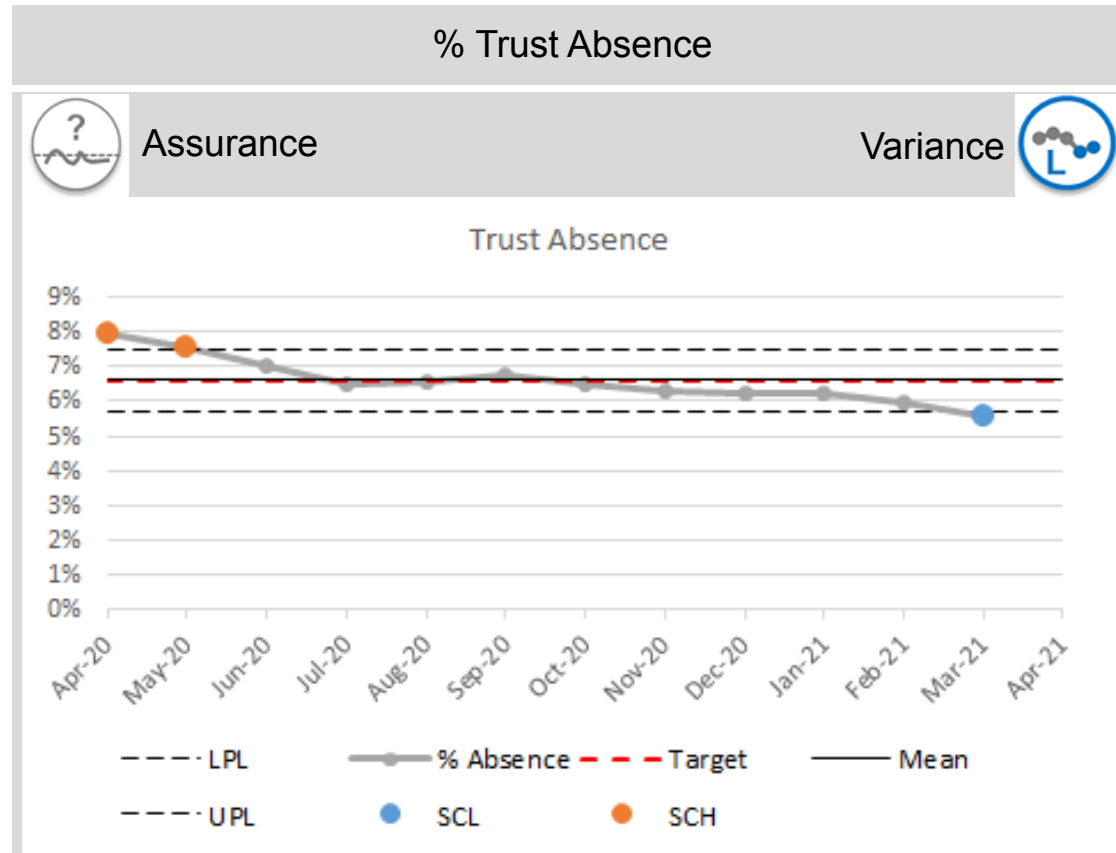 % Trust Absence
?
Assurance
Variance
L
Trust Absence
9%
8%
7%
6%
5%
4%
3%
2%
1%
0%
Apr-20
May-20
Jun-20
Jul-20
Aug-20
Sep-20
Oct-20
Nov-20
Dec-20
Jan-21
Feb-21
Mar-21
Apr-21
LPL % Absence Target Mean
UPL SCL SCH